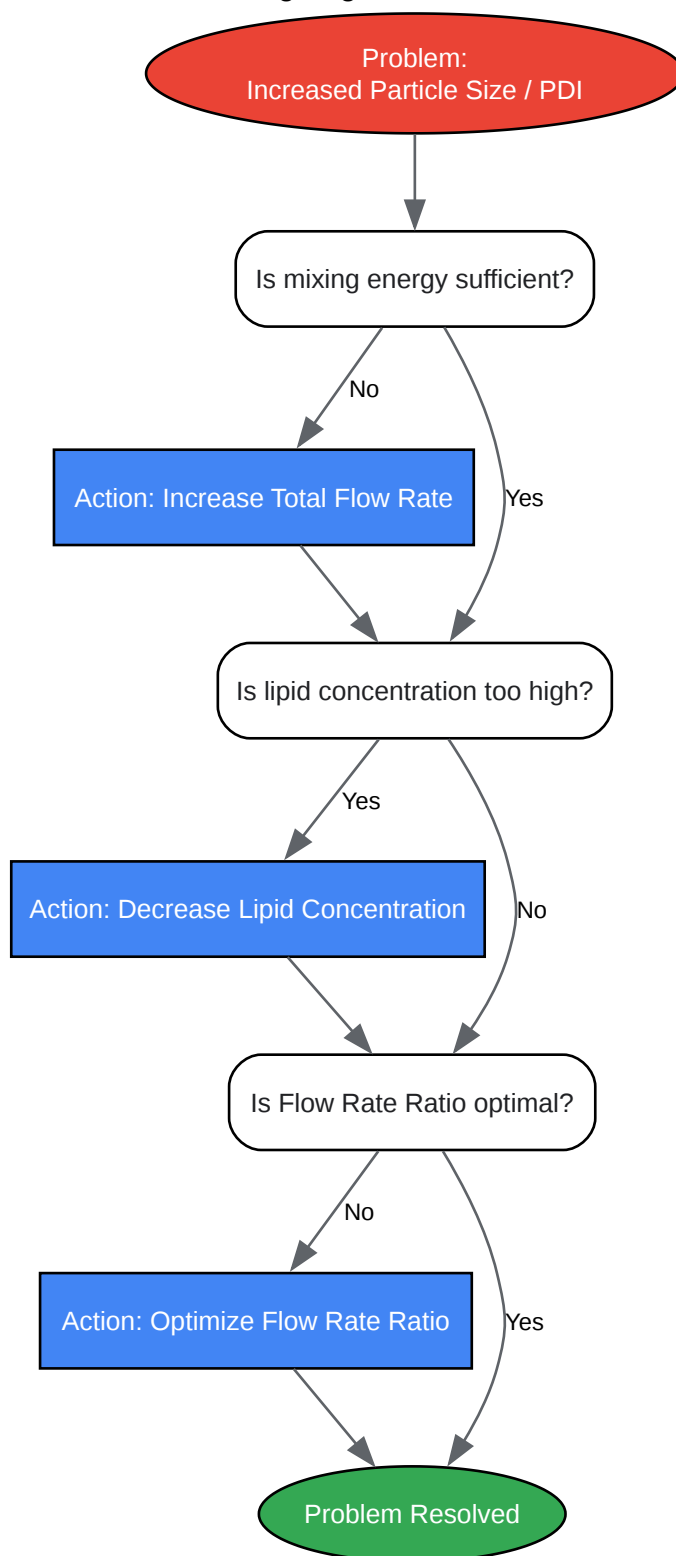 Problem:
Increased Particle Size / PDI
Is mixing energy sufficient?
No
Action: Increase Total Flow Rate
Yes
Is lipid concentration too high?
Yes
Action: Decrease Lipid Concentration
No
Is Flow Rate Ratio optimal?
No
Action: Optimize Flow Rate Ratio
Yes
Problem Resolved